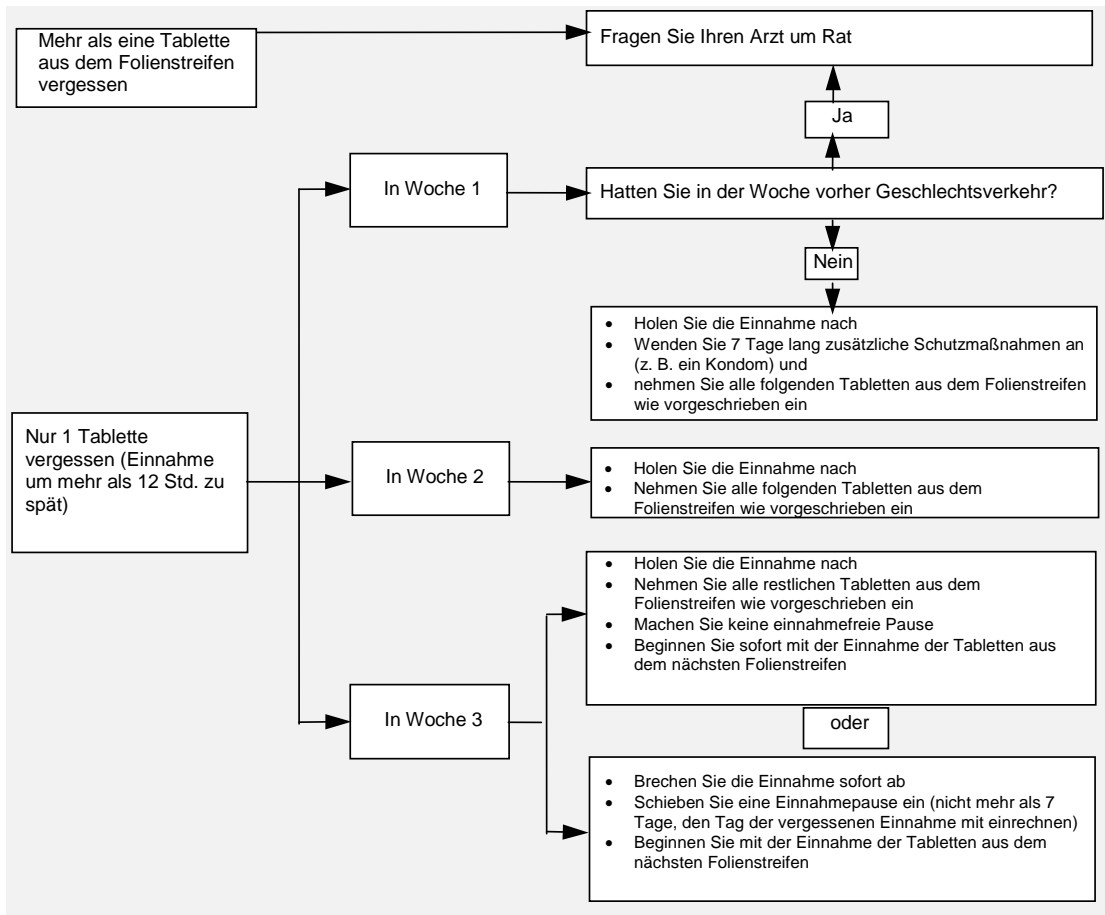 Mehr als eine Tablette
aus dem Folienstreifen
vergessen
Fragen Sie Ihren Arzt um Rat
Ja
In Woche 1
Hatten Sie in der Woche vorher Geschlechtsverkehr?
Nein
• Holen Sie die Einnahme nach
• Wenden Sie 7 Tage lang zusätzliche Schutzmaßnahmen an
(z. B. ein Kondom) und
• nehmen Sie alle folgenden Tabletten aus dem Folienstreifen
wie vorgeschrieben ein
Nur 1 Tablette
vergessen (Einnahme
um mehr als 12 Std. zu
spät)
In Woche 2
• Holen Sie die Einnahme nach
• Nehmen Sie alle folgenden Tabletten aus dem
Folienstreifen wie vorgeschrieben ein
In Woche 3
• Holen Sie die Einnahme nach
• Nehmen Sie alle restlichen Tabletten aus dem
Folienstreifen wie vorgeschrieben ein
• Machen Sie keine einnahmefreie Pause
• Beginnen Sie sofort mit der Einnahme der Tabletten aus
dem nächsten Folienstreifen
oder
• Brechen Sie die Einnahme sofort ab
• Schieben Sie eine Einnahmepause ein (nicht mehr als 7
Tage, den Tag der vergessenen Einnahme mit einrechnen)
• Beginnen Sie mit der Einnahme der Tabletten aus dem
nächsten Folienstreifen